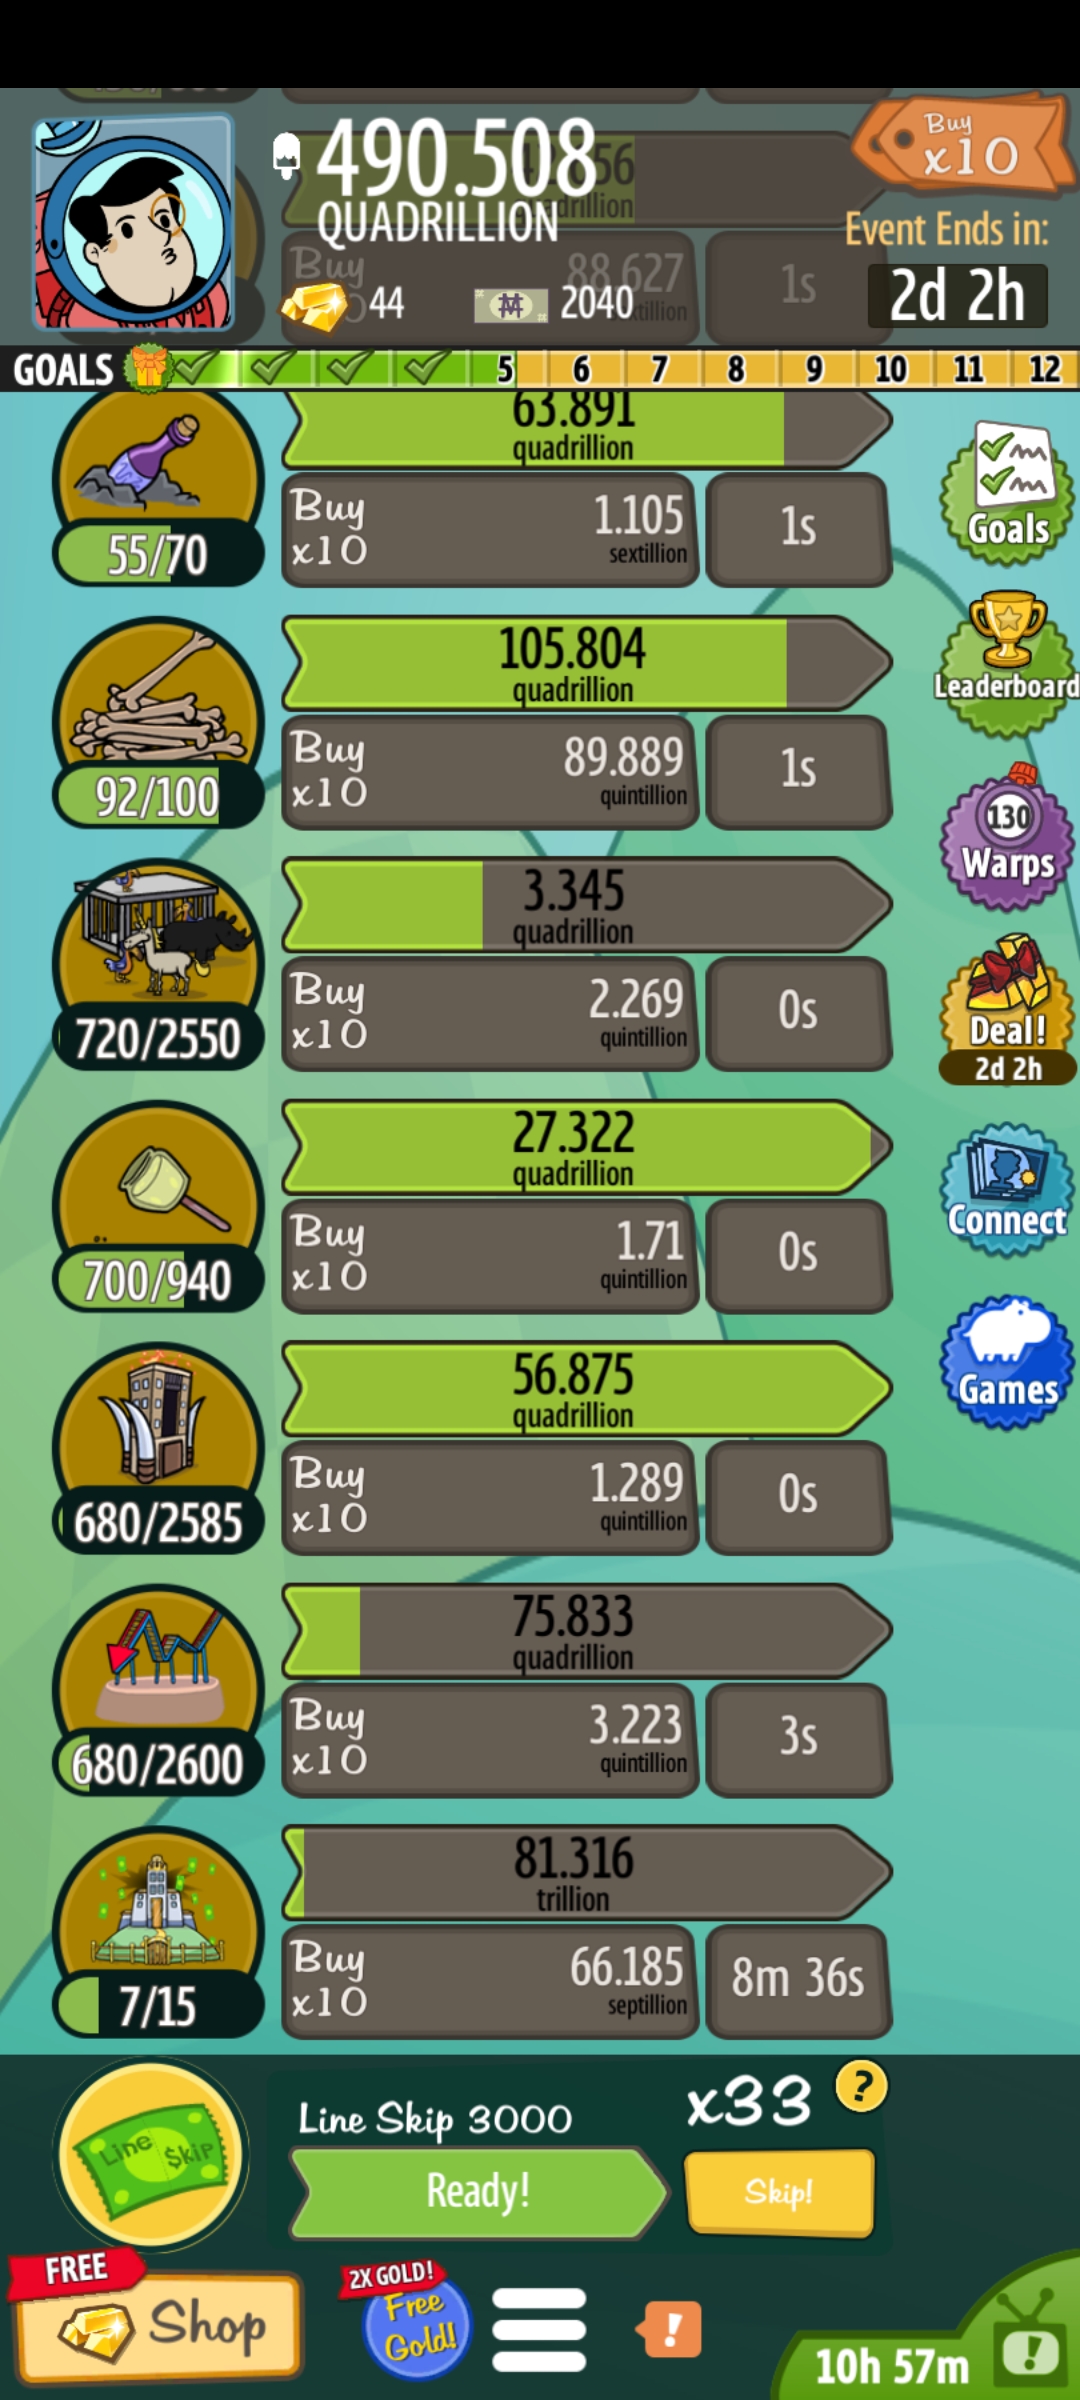 490.508
QUADRILLION
Buy
x10
Event Ends in:
44
2040
2d 2h
Buy
88.627
1s
GOALS
5
6
7
8
9
10
11
12
63.891
quadrillion
55/70
Buy
x10
1.105
sextillion
1s
Goals
105.804
quadrillion
92/100
Buy
x10
89.889
quintillion
1s
Leaderboard
3.345
quadrillion
720/2550
Buy
x10
2.269
quintillion
0s
130
Warps
Deal!
2d 2h
27.322
quadrillion
700/940
Buy
x10
1.71
quintillion
0s
Connect
56.875
quadrillion
680/2585
Buy
x10
1.289
quintillion
0s
Games
75.833
quadrillion
680/2600
Buy
x10
3.223
quintillion
3s
81.316
trillion
7/15
Buy
x10
66.185
septillion
8m 36s
Line $kip
Line Skip 3000
x33
?
Ready!
Skip!
FREE
Shop
2X GOLD!
Free
Gold!
!
10h 57m
!